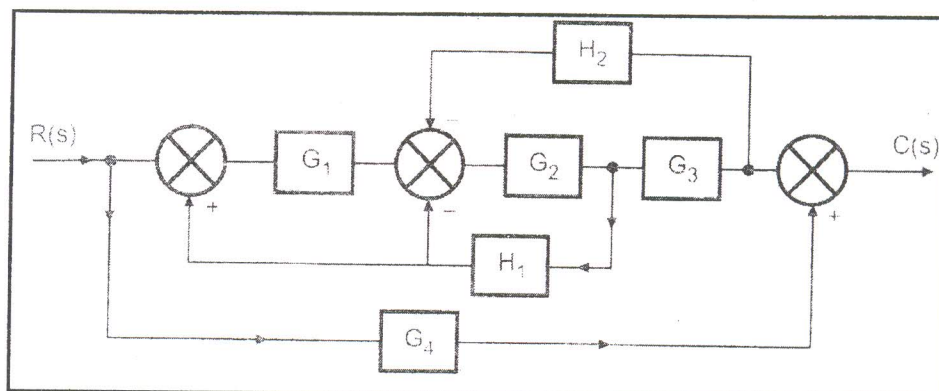 H₂
R(s)
G₁
G₂
G₃
C(s)
−
+
−
+
H₁
G₄